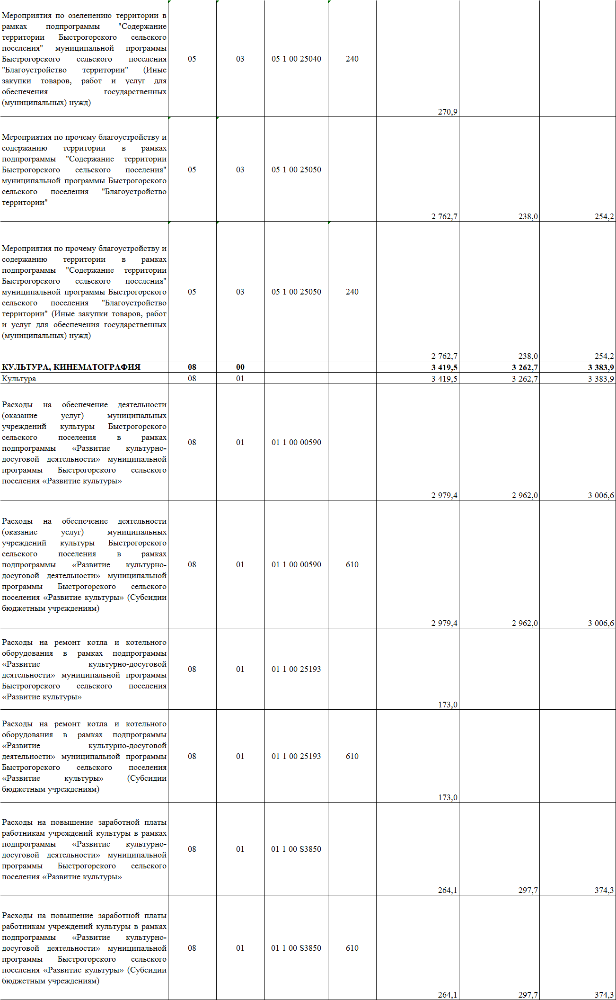 Мероприятия по озеленению территории в
рамках подпрограммы "Содержание
территории Быстрогорского сельского
поселения" муниципальной программы
Быстрогорского сельского поселения
"Благоустройство территории" (Иные
закупки товаров, работ и услуг для
обеспечения государственных
(муниципальных) нужд)
05 03 05 1 00 25040 240
270,9
Мероприятия по прочему благоустройству и
содержанию территории в рамках
подпрограммы "Содержание территории
Быстрогорского сельского поселения"
муниципальной программы Быстрогорского
сельского поселения "Благоустройство
территории"
05 03 05 1 00 25050
2 762,7 238,0 254,2
Мероприятия по прочему благоустройству и
содержанию территории в рамках
подпрограммы "Содержание территории
Быстрогорского сельского поселения"
муниципальной программы Быстрогорского
сельского поселения "Благоустройство
территории" (Иные закупки товаров, работ
и услуг для обеспечения государственных
(муниципальных) нужд)
05 03 05 1 00 25050 240
2 762,7 238,0 254,2
КУЛЬТУРА, КИНЕМАТОГРАФИЯ 08 00 3 419,5 3 262,7 3 383,9
Культура 08 01 3 419,5 3 262,7 3 383,9
Расходы на обеспечение деятельности
(оказание услуг) муниципальных
учреждений культуры Быстрогорского
сельского поселения в рамках
подпрограммы «Развитие культурно-
досуговой деятельности» муниципальной
программы Быстрогорского сельского
поселения «Развитие культуры»
08 01 01 1 00 00590
2 979,4 2 962,0 3 006,6
Расходы на обеспечение деятельности
(оказание услуг) муниципальных
учреждений культуры Быстрогорского
сельского поселения в рамках
подпрограммы «Развитие культурно-
досуговой деятельности» муниципальной
программы Быстрогорского сельского
поселения «Развитие культуры» (Субсидии
бюджетным учреждениям)
08 01 01 1 00 00590 610
2 979,4 2 962,0 3 006,6
Расходы на ремонт котла и котельного
оборудования в рамках подпрограммы
«Развитие культурно-досуговой
деятельности» муниципальной программы
Быстрогорского сельского поселения
«Развитие культуры»
08 01 01 1 00 25193
173,0
Расходы на ремонт котла и котельного
оборудования в рамках подпрограммы
«Развитие культурно-досуговой
деятельности» муниципальной программы
Быстрогорского сельского поселения
«Развитие культуры» (Субсидии
бюджетным учреждениям)
08 01 01 1 00 25193 610
173,0
Расходы на повышение заработной платы
работникам учреждений культуры в рамках
подпрограммы «Развитие культурно-
досуговой деятельности» муниципальной
программы Быстрогорского сельского
поселения «Развитие культуры»
08 01 01 1 00 S3850
264,1 297,7 374,3
Расходы на повышение заработной платы
работникам учреждений культуры в рамках
подпрограммы «Развитие культурно-
досуговой деятельности» муниципальной
программы Быстрогорского сельского
поселения «Развитие культуры» (Субсидии
бюджетным учреждениям)
08 01 01 1 00 S3850 610
264,1 297,7 374,3